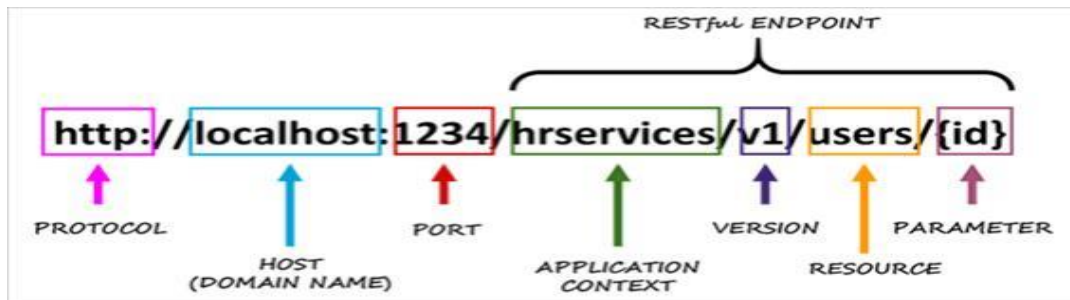 RESTful ENDPOINT
http://localhost:1234/hrservices/v1/users/{id}
PROTOCOL
HOST
(DOMAIN NAME)
PORT
APPLICATION
CONTEXT
VERSION
RESOURCE
PARAMETER